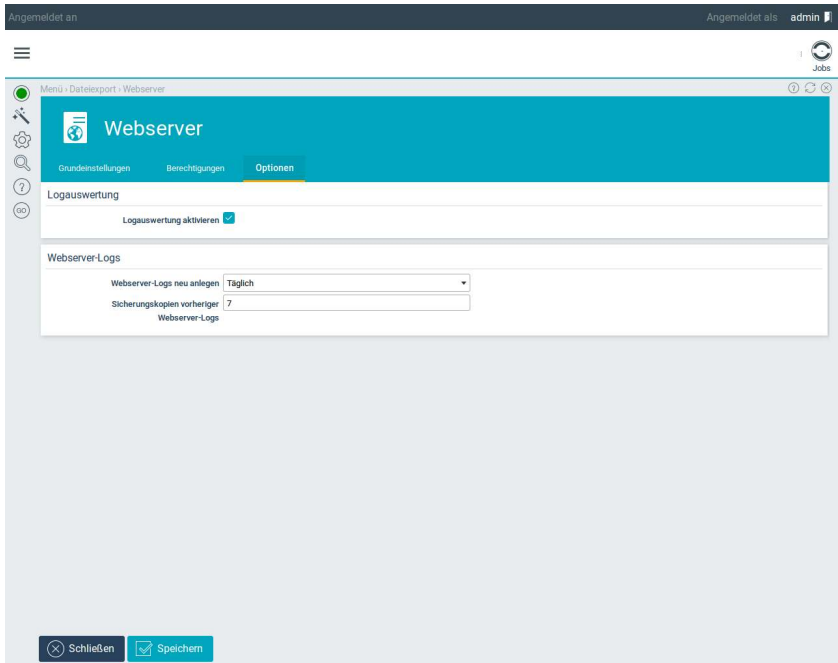 Angemeldet an
Angemeldet als admin
Jobs
Menü › Dateiexport › Webserver
Webserver
Grundeinstellungen Berechtigungen Optionen
Logauswertung
Logauswertung aktivieren
Webserver-Logs
Webserver-Logs neu anlegen Täglich
Sicherungskopien vorheriger 7
Webserver-Logs
GO
Schließen Speichern